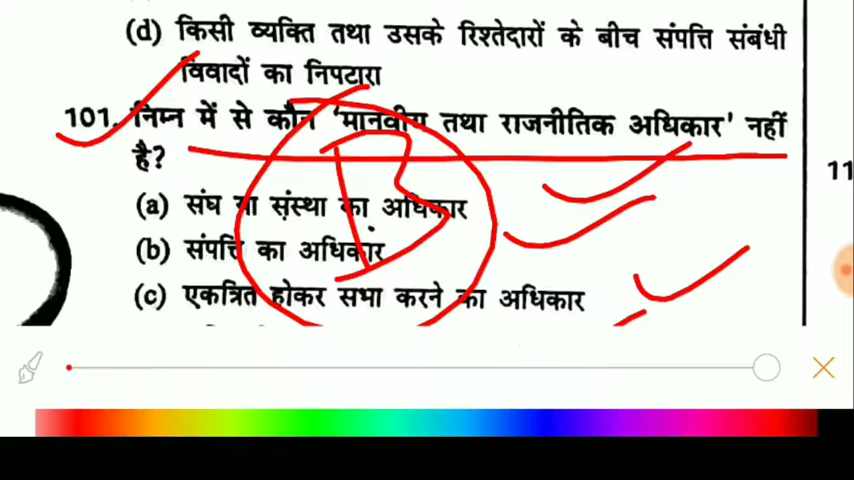 (d) किसी व्यक्ति तथा उसके रिश्तेदारों के बीच संपत्ति संबंधी
विवादों का निपटारा
101. निम्न में से कौन 'मानवीय तथा राजनीतिक अधिकार' नहीं
है?
(a) संघ या संस्था का अधिकार
(b) संपत्ति का अधिकार
(c) एकत्रित होकर सभा करने का अधिकार
B
11